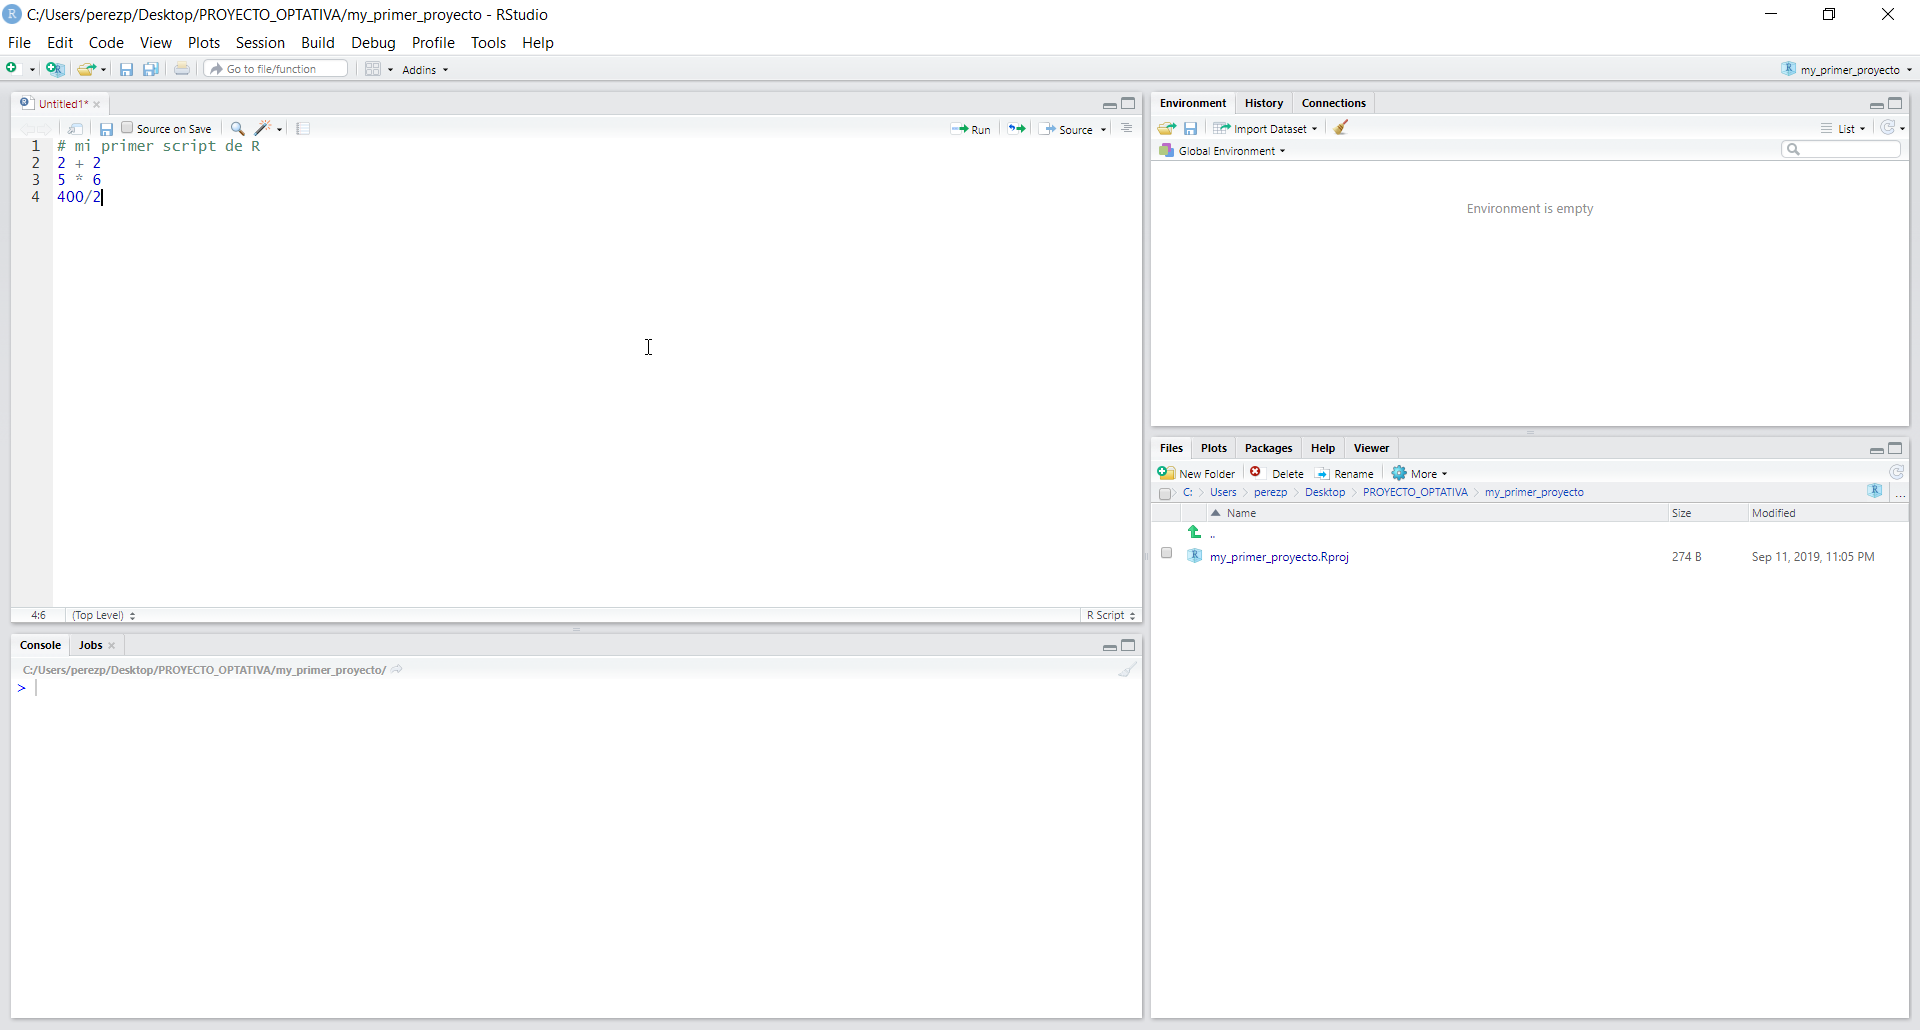 C:/Users/perezp/Desktop/PROYECTO_OPTATIVA/my_primer_proyecto - RStudio
File Edit Code View Plots Session Build Debug Profile Tools Help
Go to file/function Addins my_primer_proyecto
Untitled1*
Source on Save Run Source
1 # mi primer script de R
2 2 + 2
3 5 * 6
4 400/2
4:6 (Top Level) R Script
Console Jobs
C:/Users/perezp/Desktop/PROYECTO_OPTATIVA/my_primer_proyecto/
>
Environment History Connections
Import Dataset List
Global Environment
Environment is empty
Files Plots Packages Help Viewer
New Folder Delete Rename More
C: Users perezp Desktop PROYECTO_OPTATIVA my_primer_proyecto ...
Name Size Modified
..
my_primer_proyecto.Rproj 274 B Sep 11, 2019, 11:05 PM